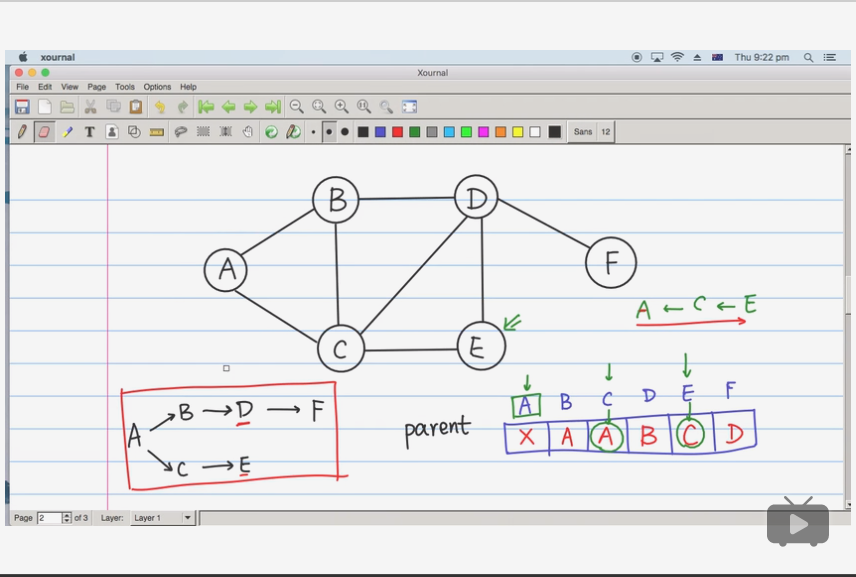 xournal
Thu 9:22 pm
Xournal
File Edit View Page Tools Options Help
Sans 12
B
D
A
F
C
E
A ← C ← E
A B C D E F
parent
X A A B C D
B → D → F
A
C → E
Page 2 of 3 Layer: Layer 1